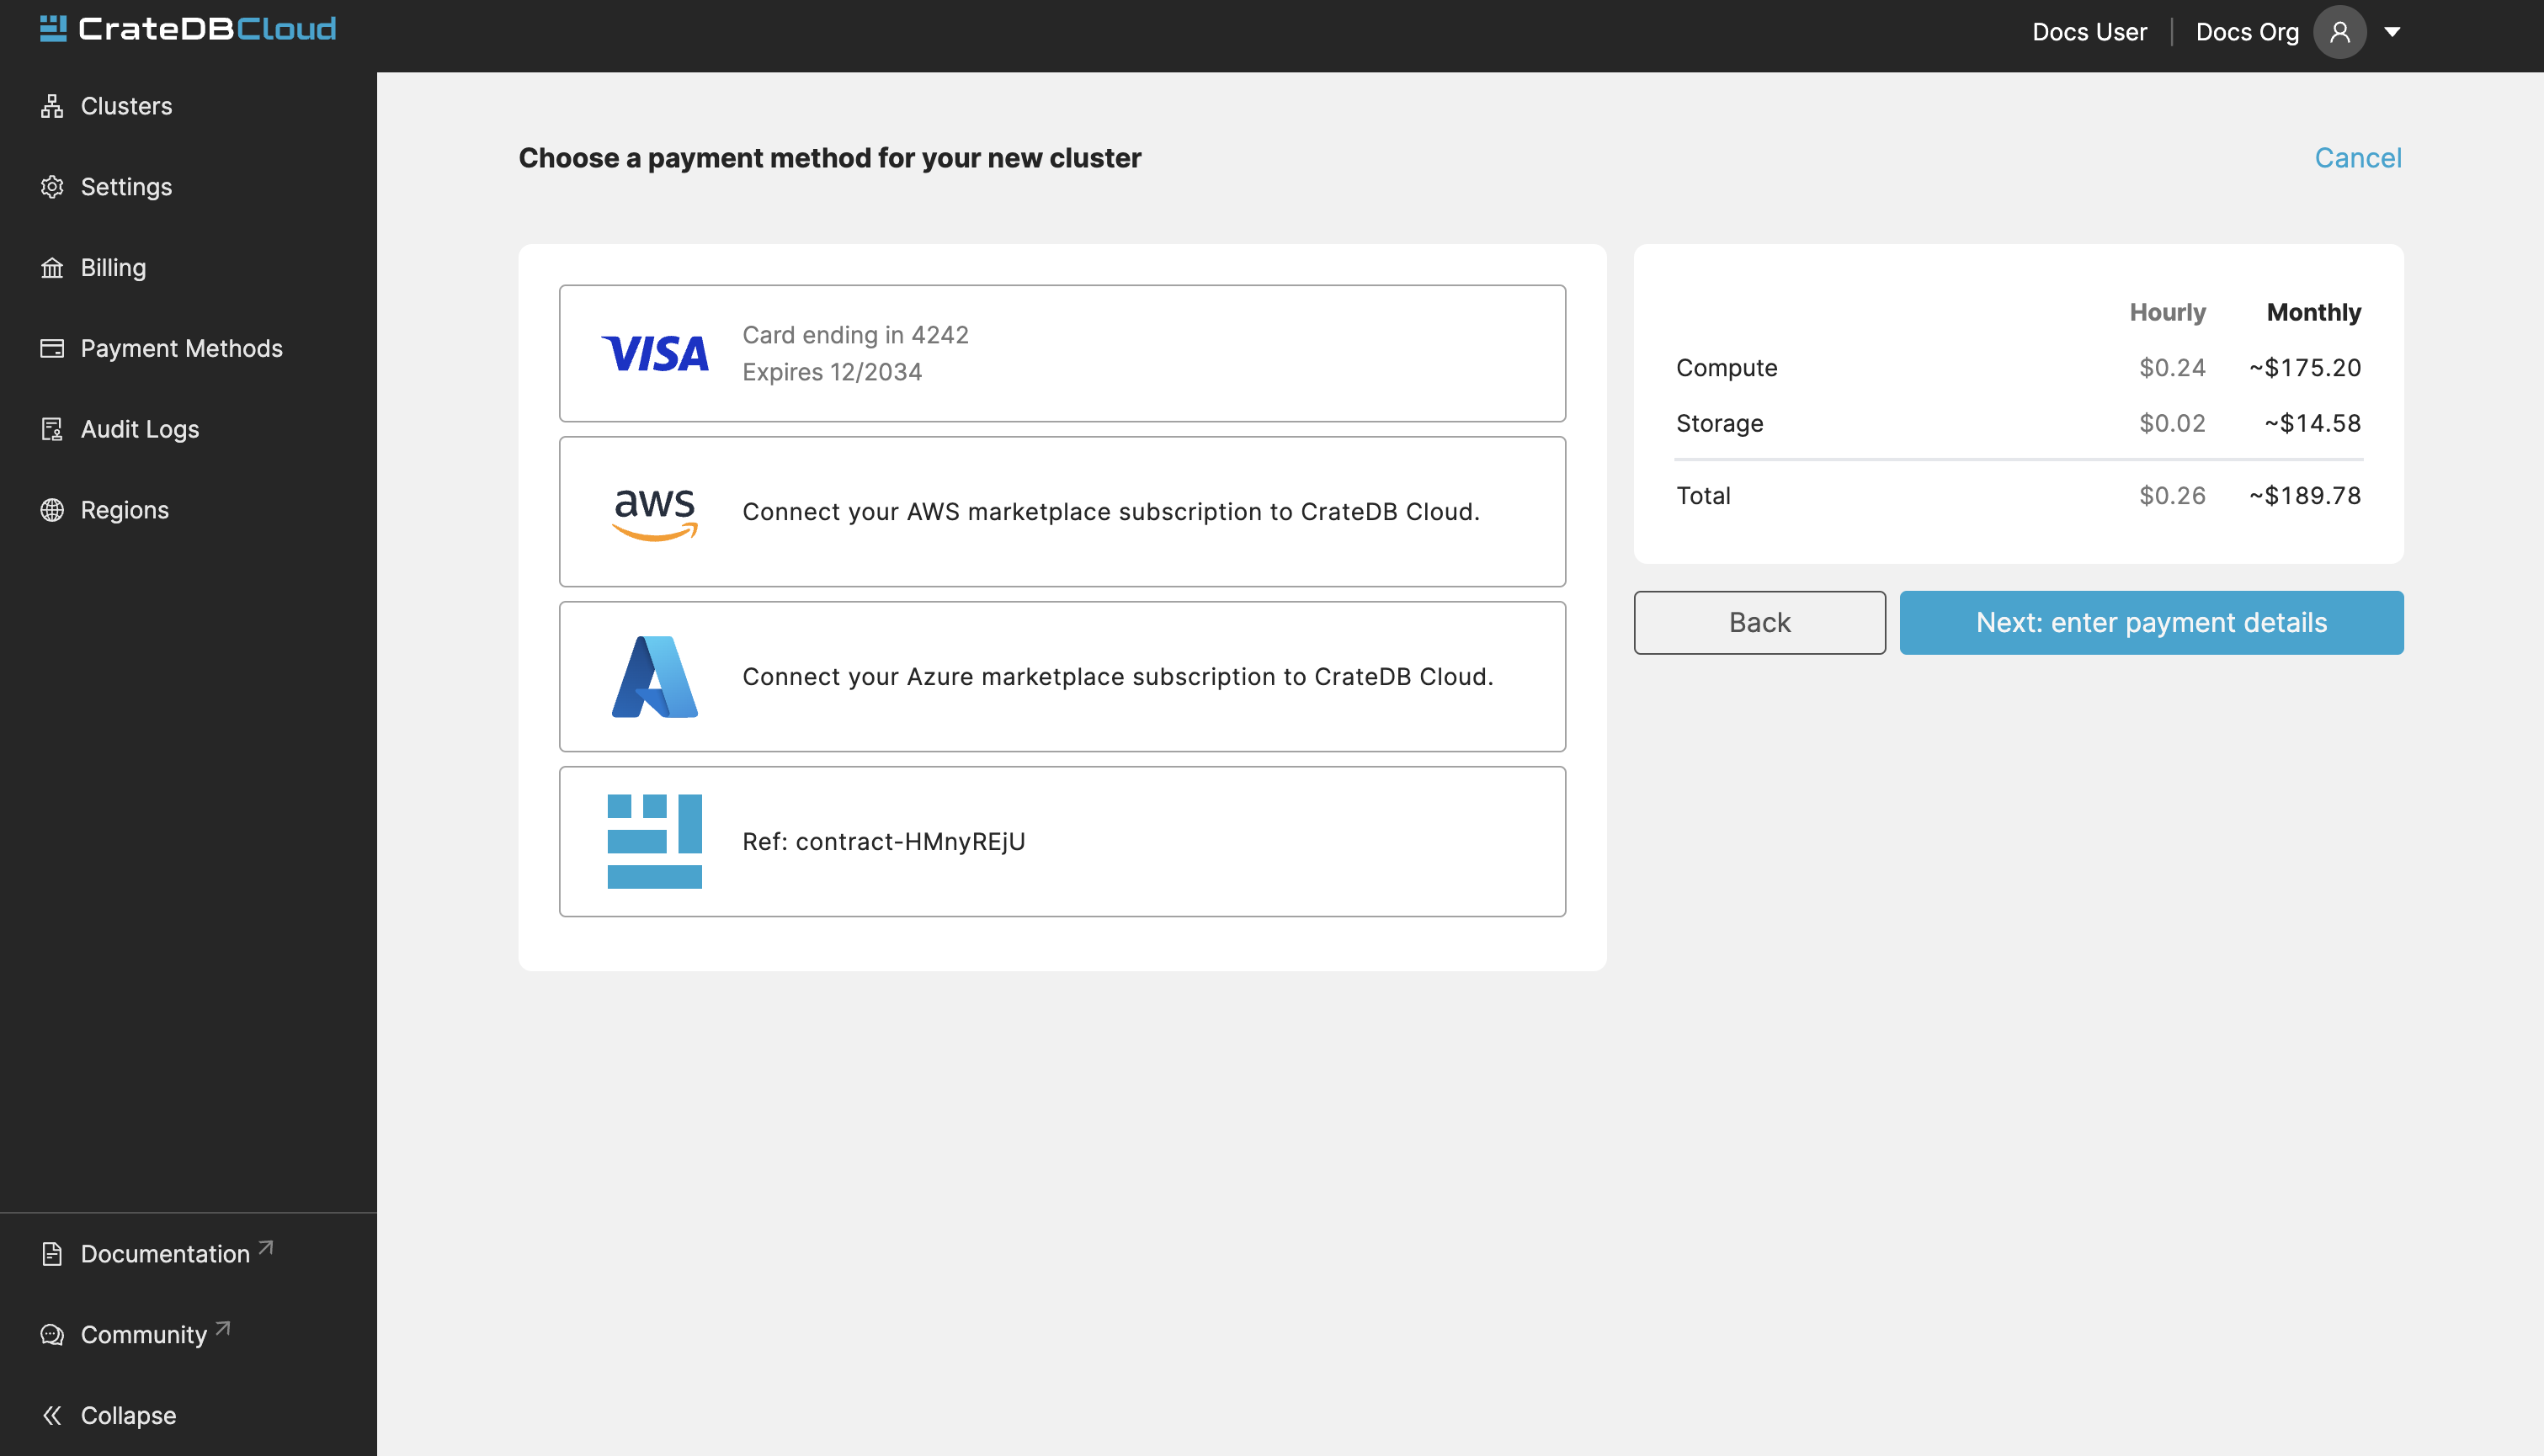 CrateDBCloud
Docs User
Docs Org
Clusters
Settings
Billing
Payment Methods
Audit Logs
Regions
Documentation
Community
Collapse
Choose a payment method for your new cluster
Cancel
VISA
Card ending in 4242
Expires 12/2034
aws
Connect your AWS marketplace subscription to CrateDB Cloud.
Connect your Azure marketplace subscription to CrateDB Cloud.
Ref: contract-HMnyREjU
Hourly Monthly
Compute $0.24 ~$175.20
Storage $0.02 ~$14.58
Total $0.26 ~$189.78
Back
Next: enter payment details